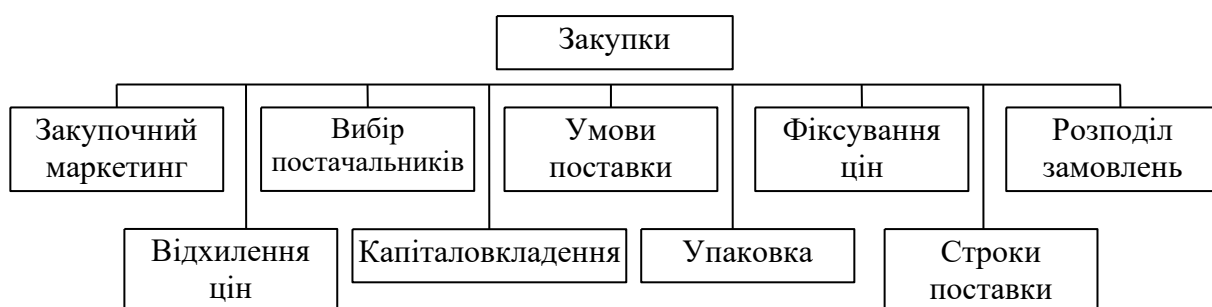 Закупки
Закупочний
маркетинг
Вибір
постачальників
Умови
поставки
Фіксування
цін
Розподіл
замовлень
Відхилення
цін
Капіталовкладення
Упаковка
Строки
поставки